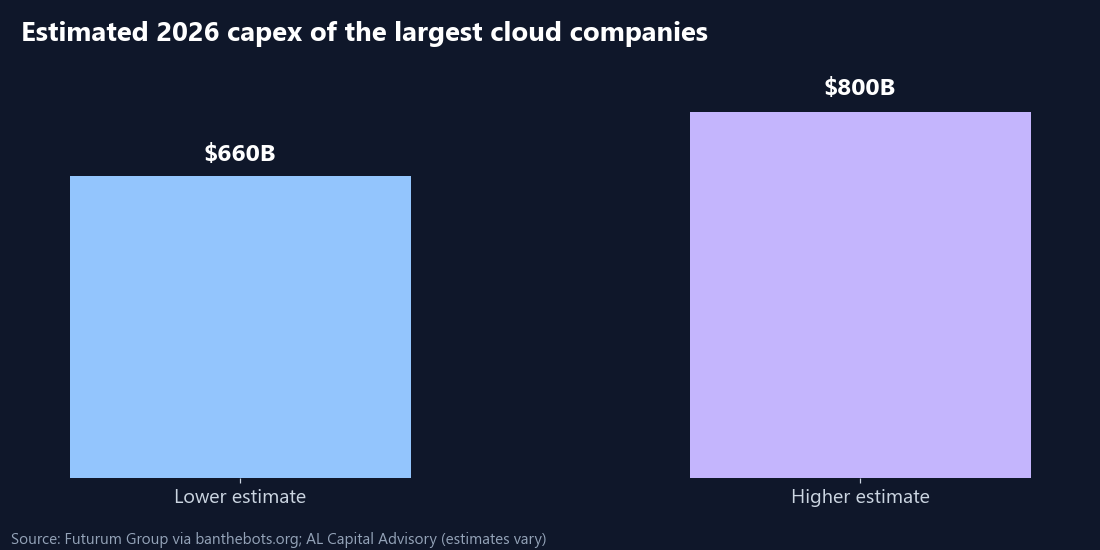 Estimated 2026 capex of the largest cloud companies
$660B
$800B
Lower estimate
Higher estimate
Source: Futurum Group via banthebots.org; AL Capital Advisory (estimates vary)